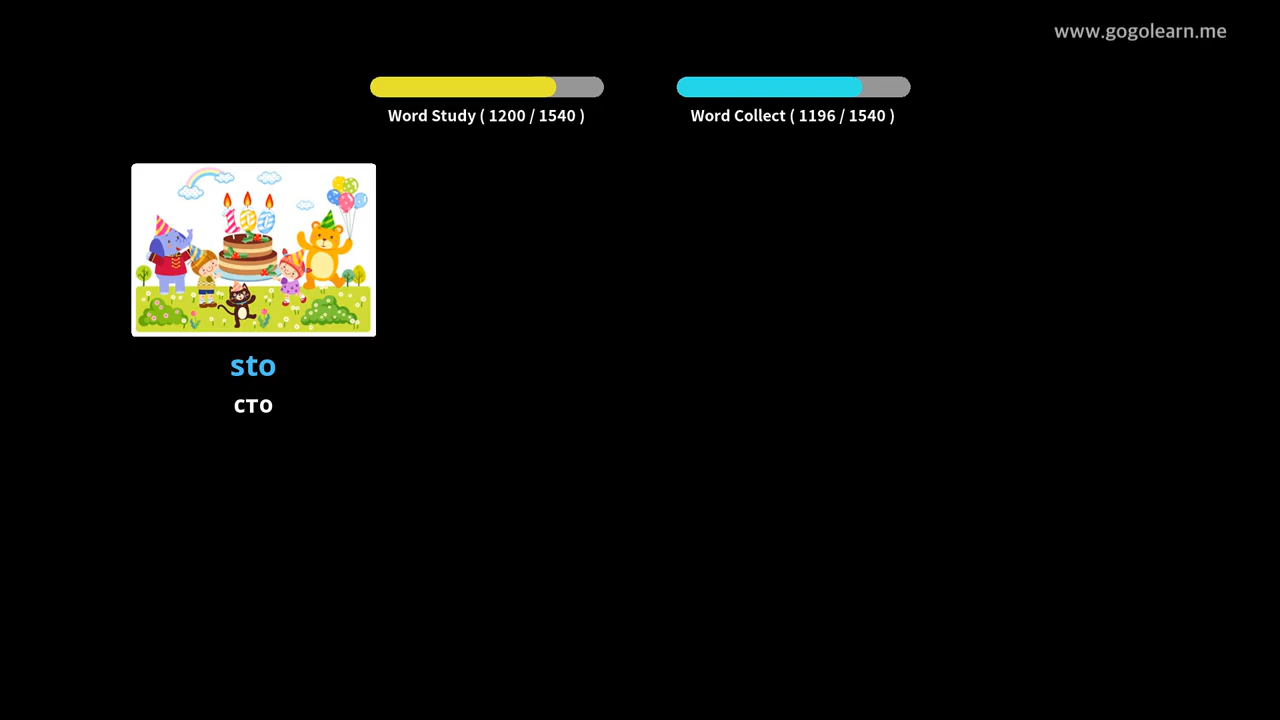 www.gogolearn.me
Word Study ( 1200 / 1540 )
Word Collect ( 1196 / 1540 )
100
sto
сто